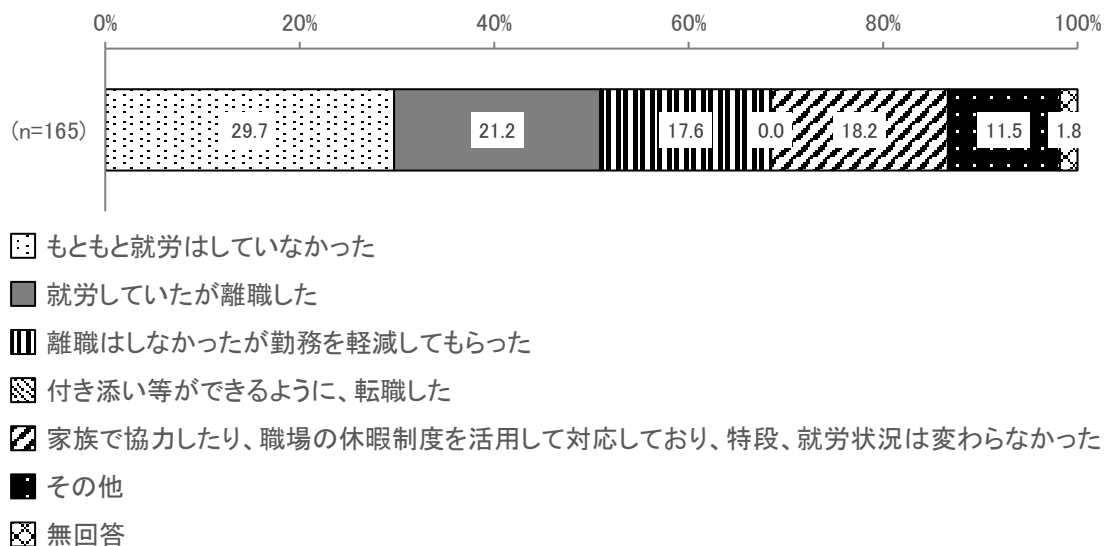 0% 20% 40% 60% 80% 100%
(n=165) 29.7 21.2 17.6 0.0 18.2 11.5 1.8
もともと就労はしていなかった
就労していたが離職した
離職はしなかったが勤務を軽減してもらった
付き添い等ができるように、転職した
家族で協力したり、職場の休暇制度を活用して対応しており、特段、就労状況は変わらなかった
その他
無回答